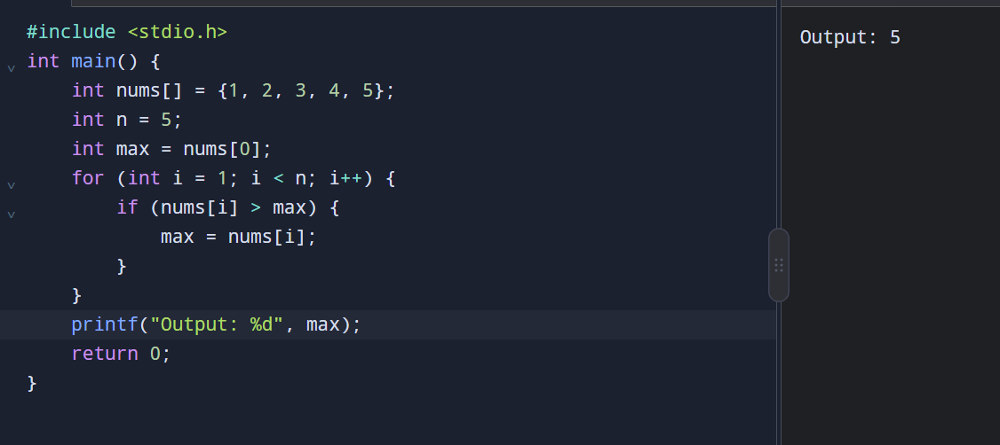 #include <stdio.h>
int main() {
    int nums[] = {1, 2, 3, 4, 5};
    int n = 5;
    int max = nums[0];
    for (int i = 1; i < n; i++) {
        if (nums[i] > max) {
            max = nums[i];
        }
    }
    printf("Output: %d", max);
    return 0;
}
Output: 5